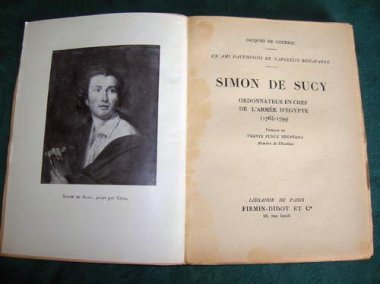 SIMON DE SUCY, peint par GROS.
JACQUES DE
UN AMI DAUPHINOIS DE NAPOLÉON BONAPARTE
SIMON DE SUCY
ORDONNATEUR EN CHEF
DE L'ARMÉE D'ÉGYPTE
(1764-1799)
PRÉFACE DE
FRANTZ FUNCK BRENTANO
Membre de l'Institut
LIBRAIRIE DE PARIS
FIRMIN-DIDOT ET Cie
56, rue Jacob